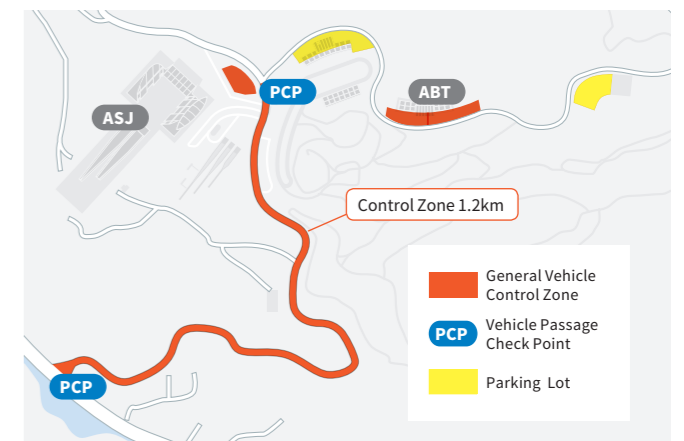 PCP
ABT
ASJ
Control Zone 1.2km
General Vehicle
Control Zone
PCP
Vehicle Passage
Check Point
Parking Lot
PCP